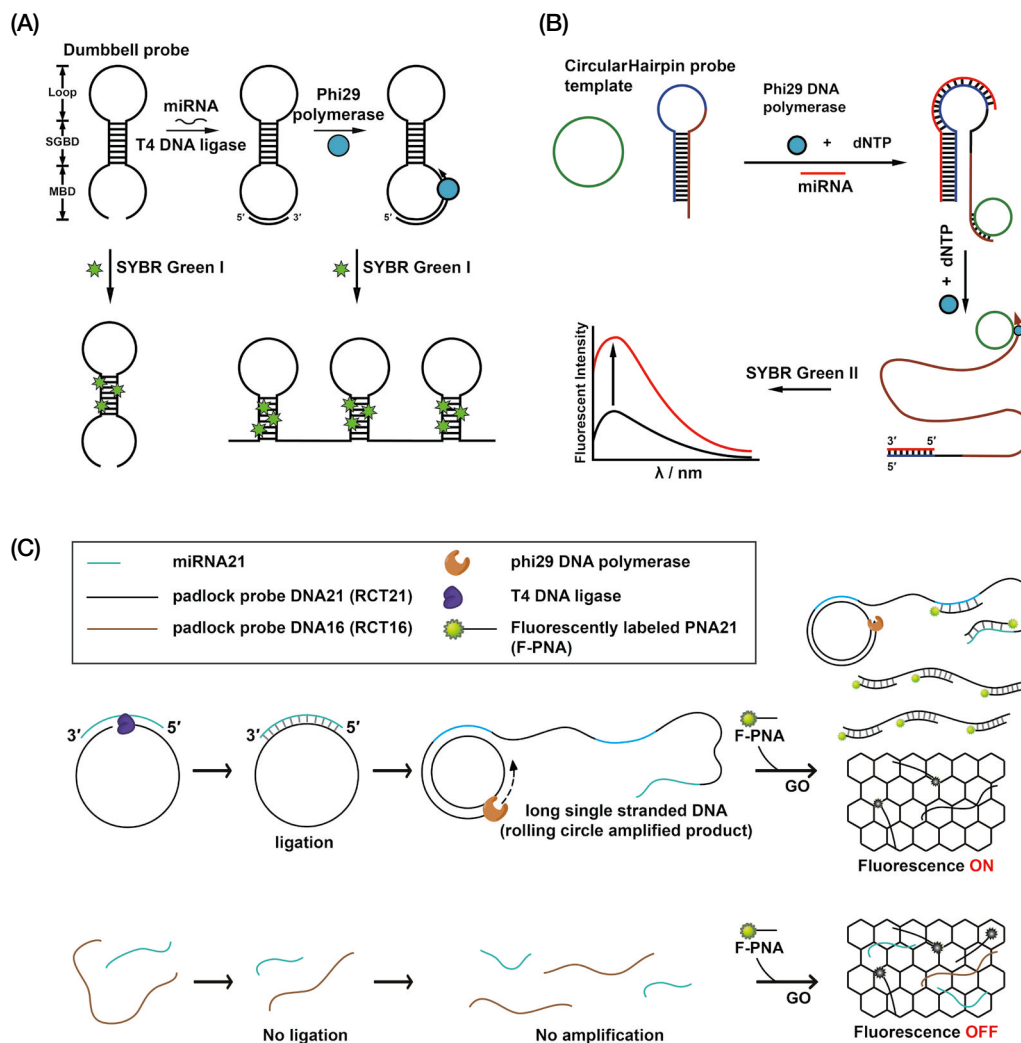 (A)
Dumbbell probe
Loop
SGBD
MBD
miRNA
T4 DNA ligase
Phi29
polymerase
5′ 3′
5′
SYBR Green I
SYBR Green I
(B)
CircularHairpin probe
template
Phi29 DNA
polymerase
+ dNTP
miRNA
+ dNTP
SYBR Green II
Fluorescent Intensity
λ / nm
3′ 5′
5′
(C)
miRNA21
padlock probe DNA21 (RCT21)
padlock probe DNA16 (RCT16)
phi29 DNA polymerase
T4 DNA ligase
Fluorescently labeled PNA21
(F-PNA)
3′ 5′
3′ 5′
ligation
long single stranded DNA
(rolling circle amplified product)
F-PNA
GO
Fluorescence ON
No ligation
No amplification
F-PNA
GO
Fluorescence OFF